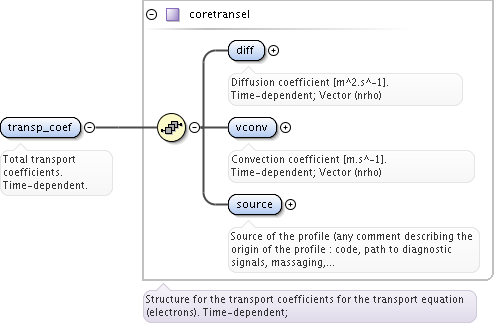 coretransel
diff
Diffusion coefficient [m^2.s^-1].
Time-dependent; Vector (nrho)
transp_coef
Total transport
coefficients.
Time-dependent.
vconv
Convection coefficient [m.s^-1].
Time-dependent; Vector (nrho)
source
Source of the profile (any comment describing the
origin of the profile : code, path to diagnostic
signals, massaging,...
Structure for the transport coefficients for the transport equation
(electrons). Time-dependent;